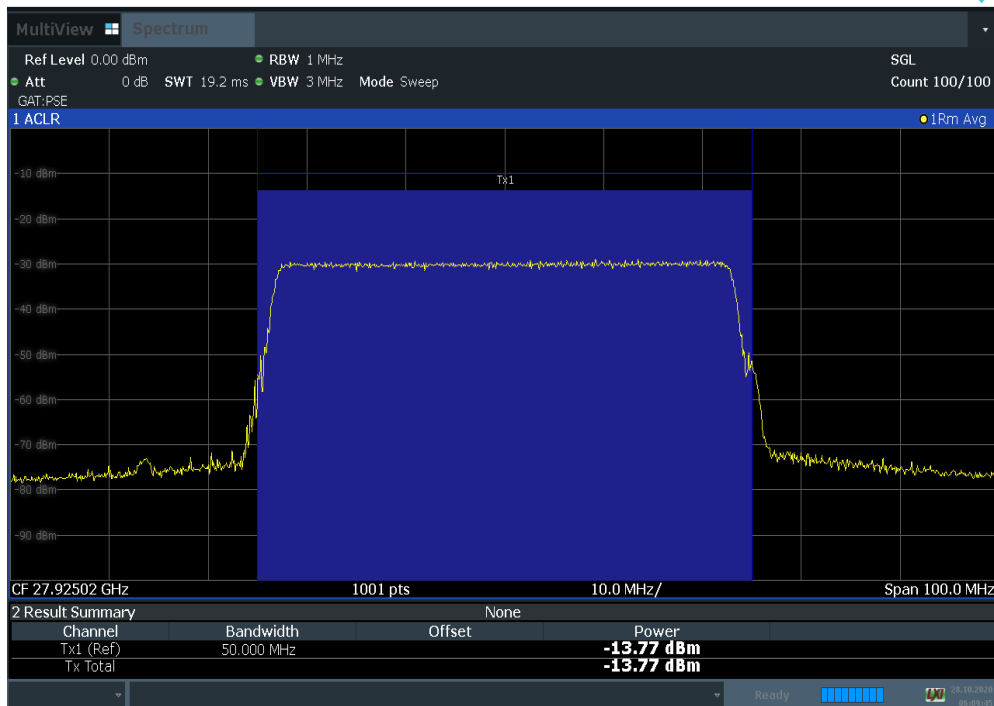 MultiView Spectrum
Ref Level 0.00 dBm RBW 1 MHz SGL
Att 0 dB SWT 19.2 ms VBW 3 MHz Mode Sweep Count 100/100
GAT:PSE
1 ACLR 1Rm Avg
-10 dBm
Tx1
-20 dBm
-30 dBm
-40 dBm
-50 dBm
-60 dBm
-70 dBm
-80 dBm
-90 dBm
CF 27.92502 GHz 1001 pts 10.0 MHz/ Span 100.0 MHz
2 Result Summary None
Channel Bandwidth Offset Power
Tx1 (Ref) 50.000 MHz -13.77 dBm
Tx Total -13.77 dBm
Ready LXI 28.10.2020
06:09:45